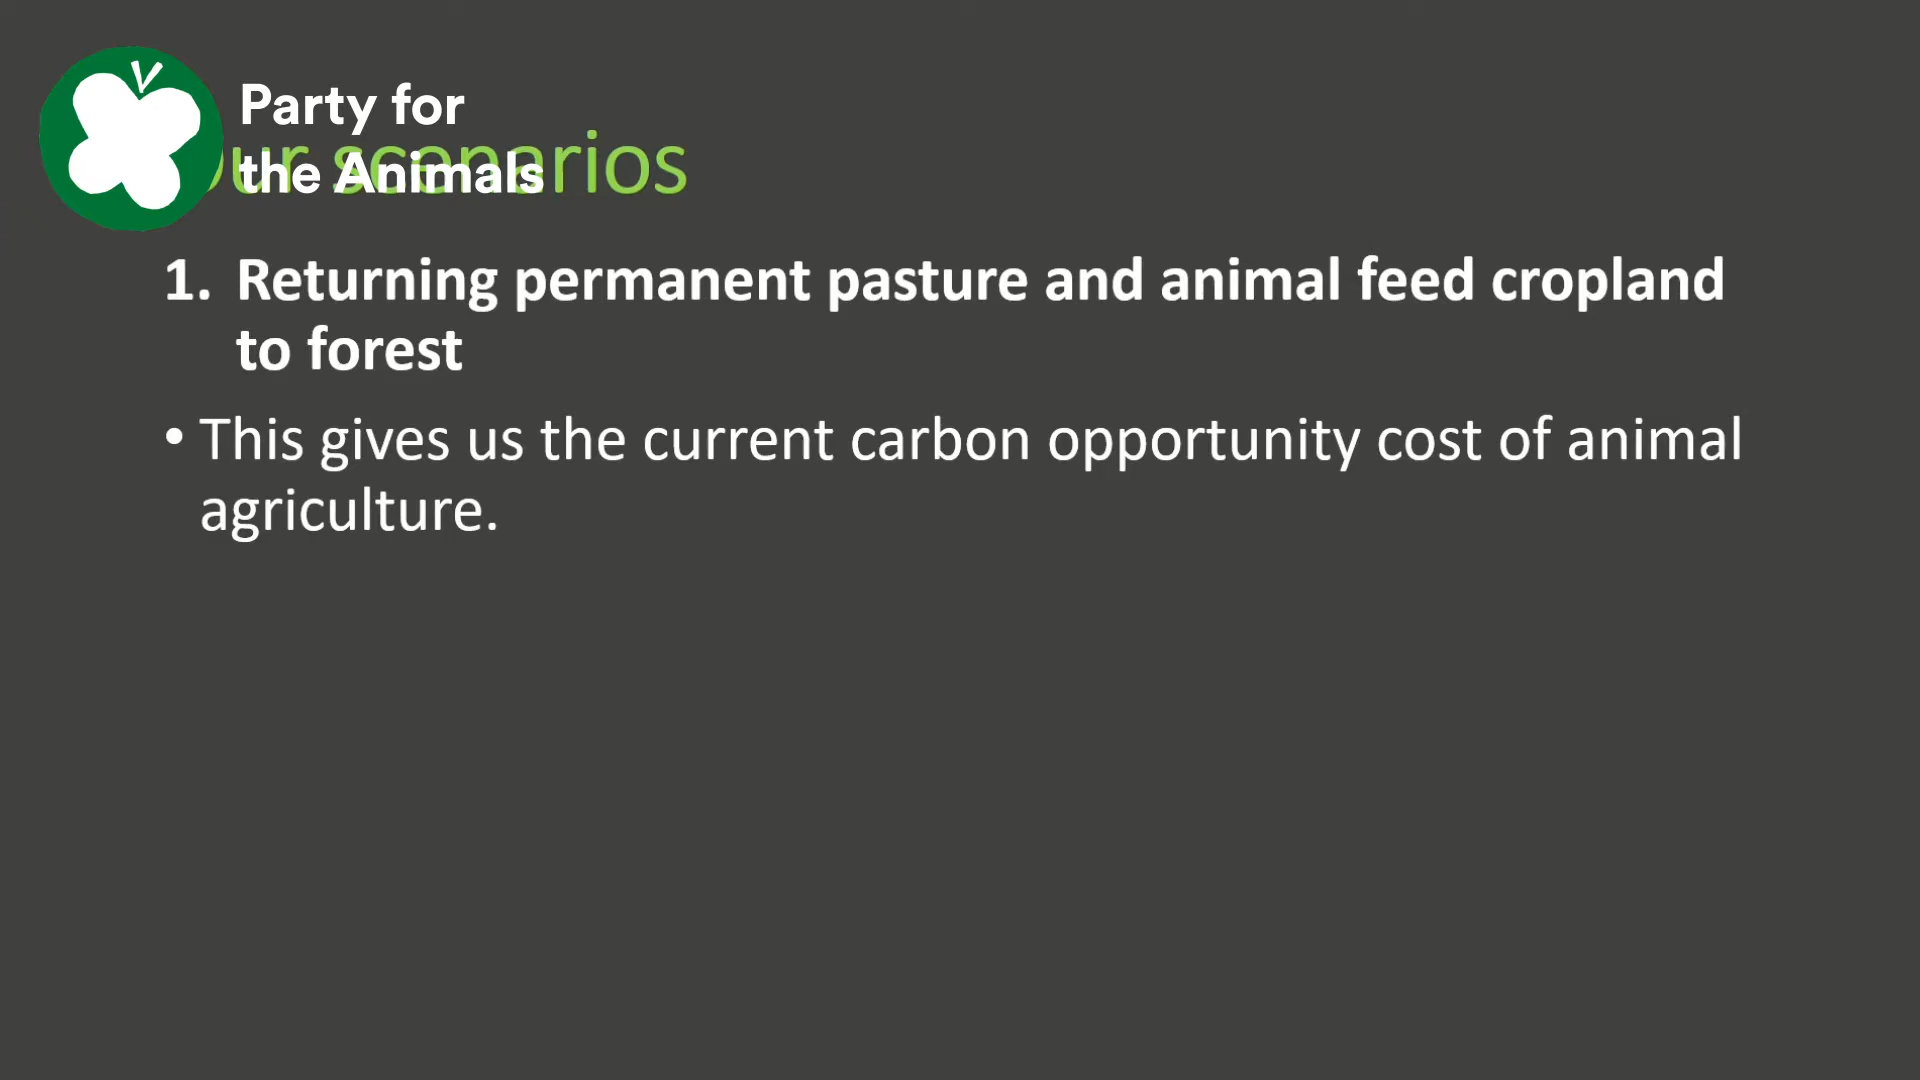 Party for
the Animals
scenarios
1. Returning permanent pasture and animal feed cropland
to forest
• This gives us the current carbon opportunity cost of animal
agriculture.